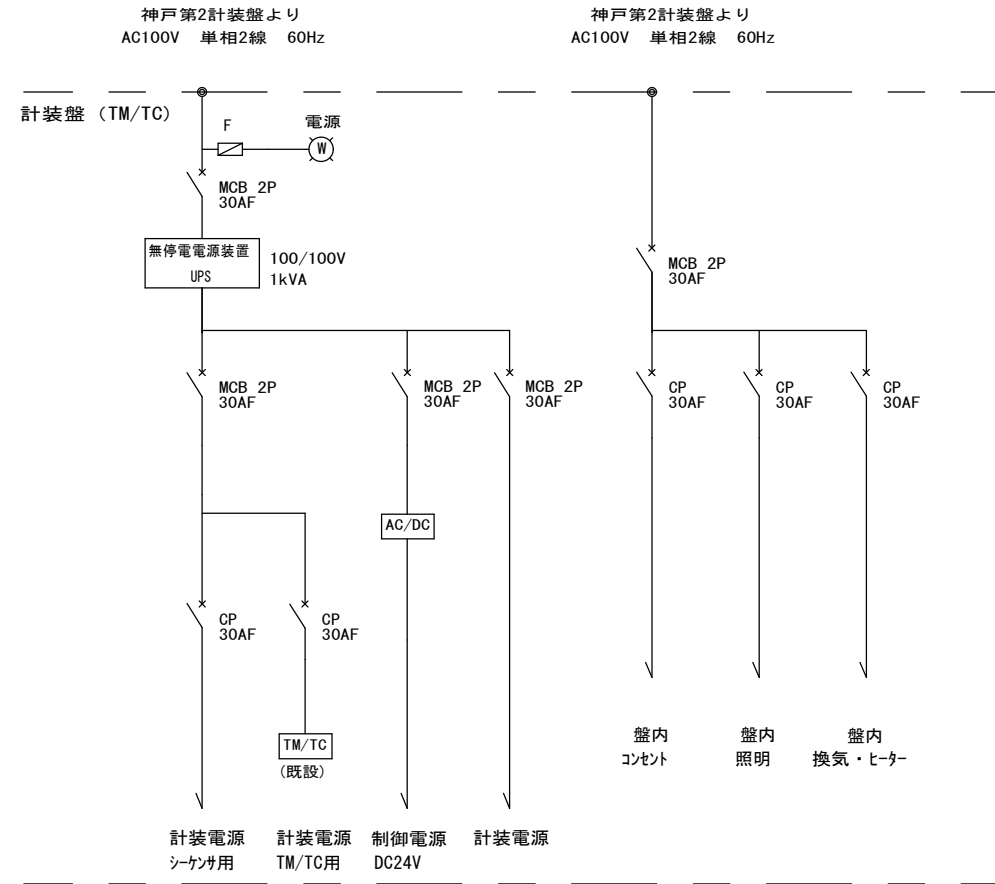 神戸第2計装盤より
AC100V 単相2線 60Hz
神戸第2計装盤より
AC100V 単相2線 60Hz
計装盤（TM/TC）
F
電源
W
MCB 2P
30AF
無停電電源装置
UPS
100/100V
1kVA
MCB 2P
30AF
MCB 2P
30AF
MCB 2P
30AF
MCB 2P
30AF
CP
30AF
CP
30AF
CP
30AF
AC/DC
CP
30AF
CP
30AF
TM/TC
(既設)
計装電源
ｼｰｹﾝｻ用
計装電源
TM/TC用
制御電源
DC24V
計装電源
盤内
ｺﾝｾﾝﾄ
盤内
照明
盤内
換気・ﾋｰﾀｰ